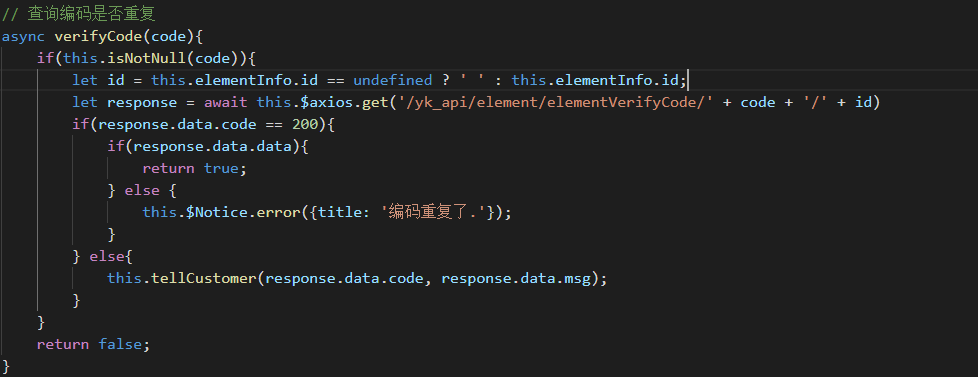 // 查询编码是否重复
async verifyCode(code){
    if(this.isNotNull(code)){
        let id = this.elementInfo.id == undefined ? ' ' : this.elementInfo.id;
        let response = await this.$axios.get('/yk_api/element/elementVerifyCode/' + code + '/' + id)
        if(response.data.code == 200){
            if(response.data.data){
                return true;
            } else {
                this.$Notice.error({title: '编码重复了.'});
            }
        } else{
            this.tellCustomer(response.data.code, response.data.msg);
        }
    }
    return false;
}